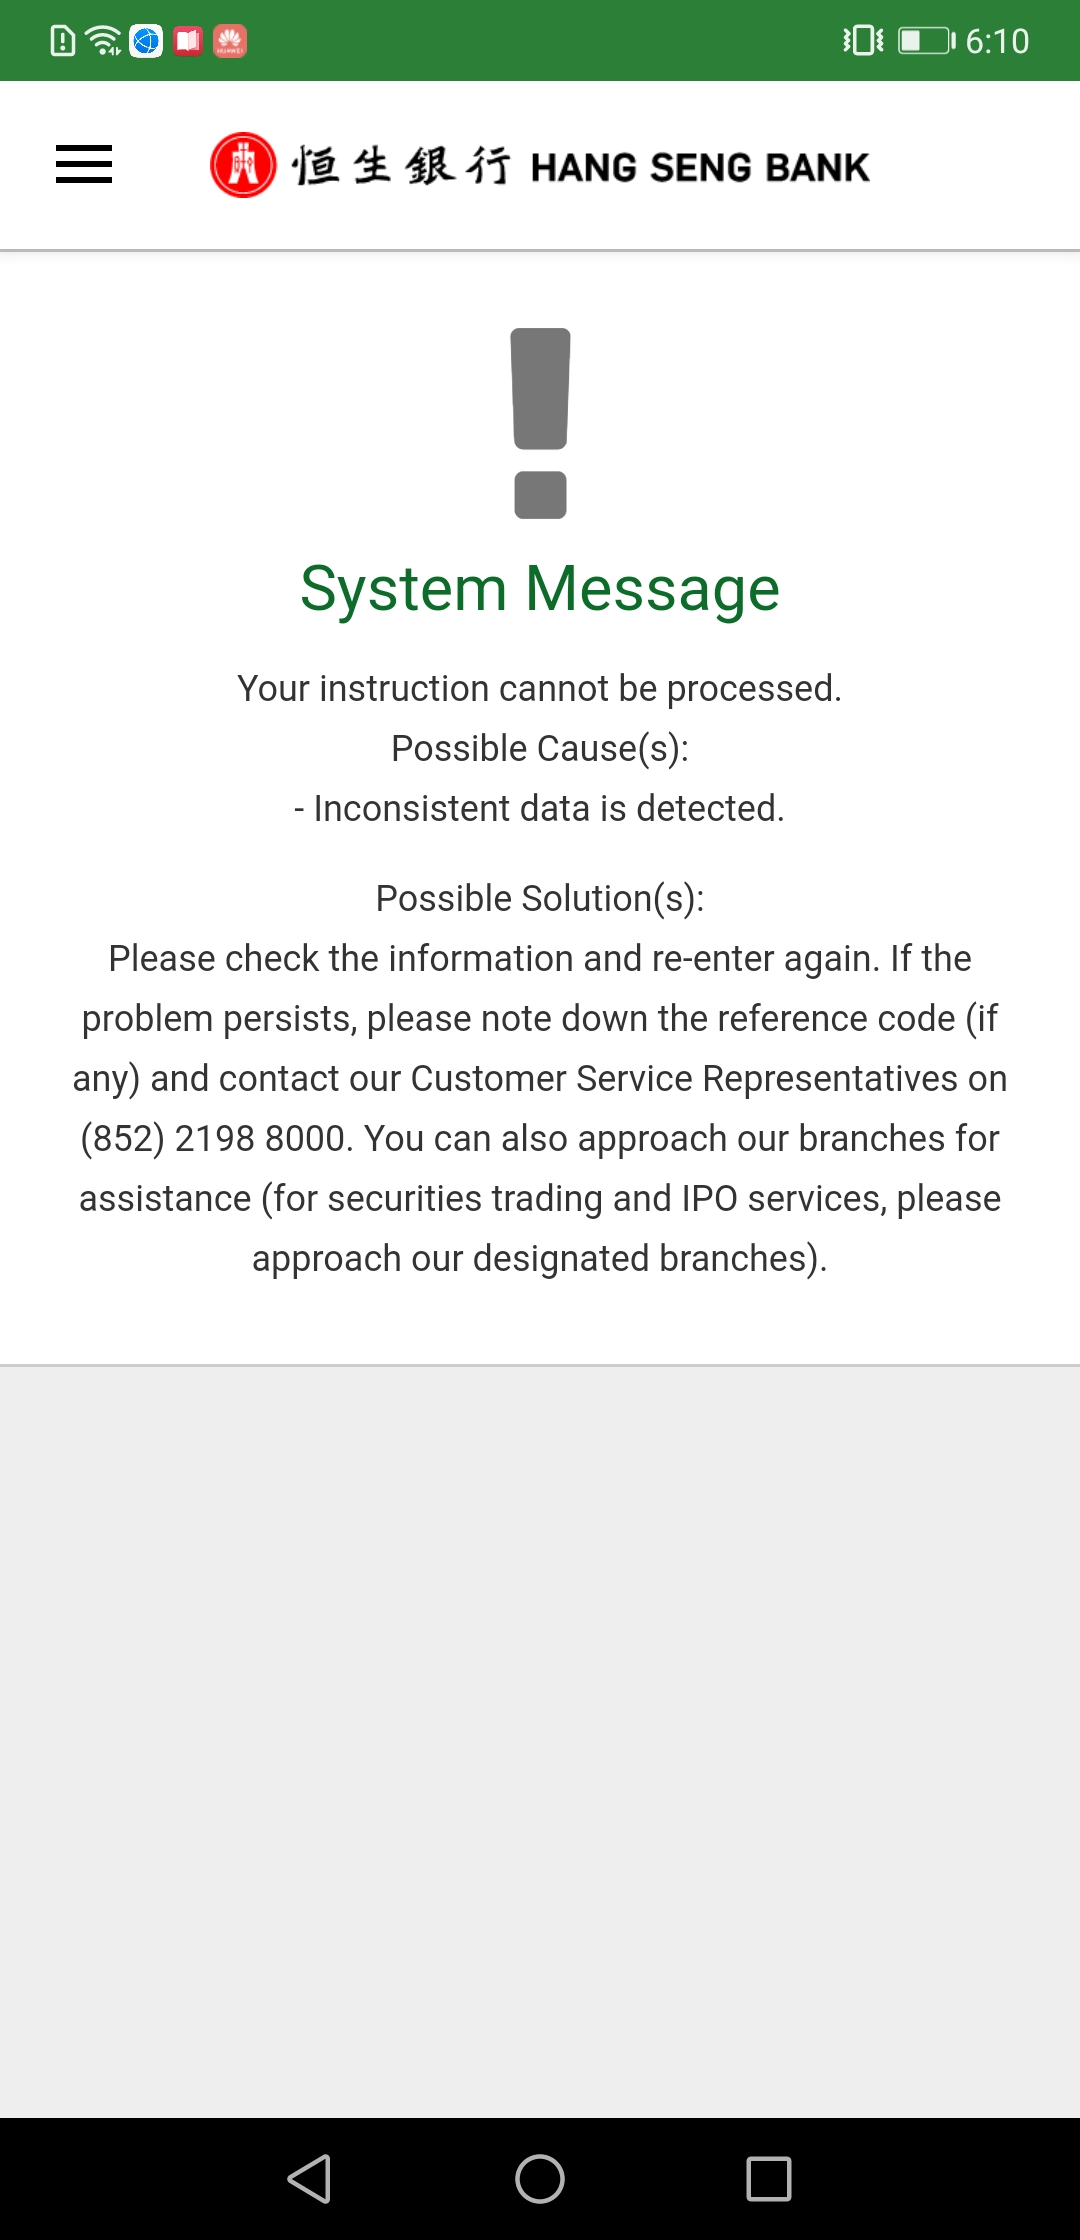 6:10
恒生銀行 HANG SENG BANK
System Message
Your instruction cannot be processed.
Possible Cause(s):
- Inconsistent data is detected.
Possible Solution(s):
Please check the information and re-enter again. If the
problem persists, please note down the reference code (if
any) and contact our Customer Service Representatives on
(852) 2198 8000. You can also approach our branches for
assistance (for securities trading and IPO services, please
approach our designated branches).